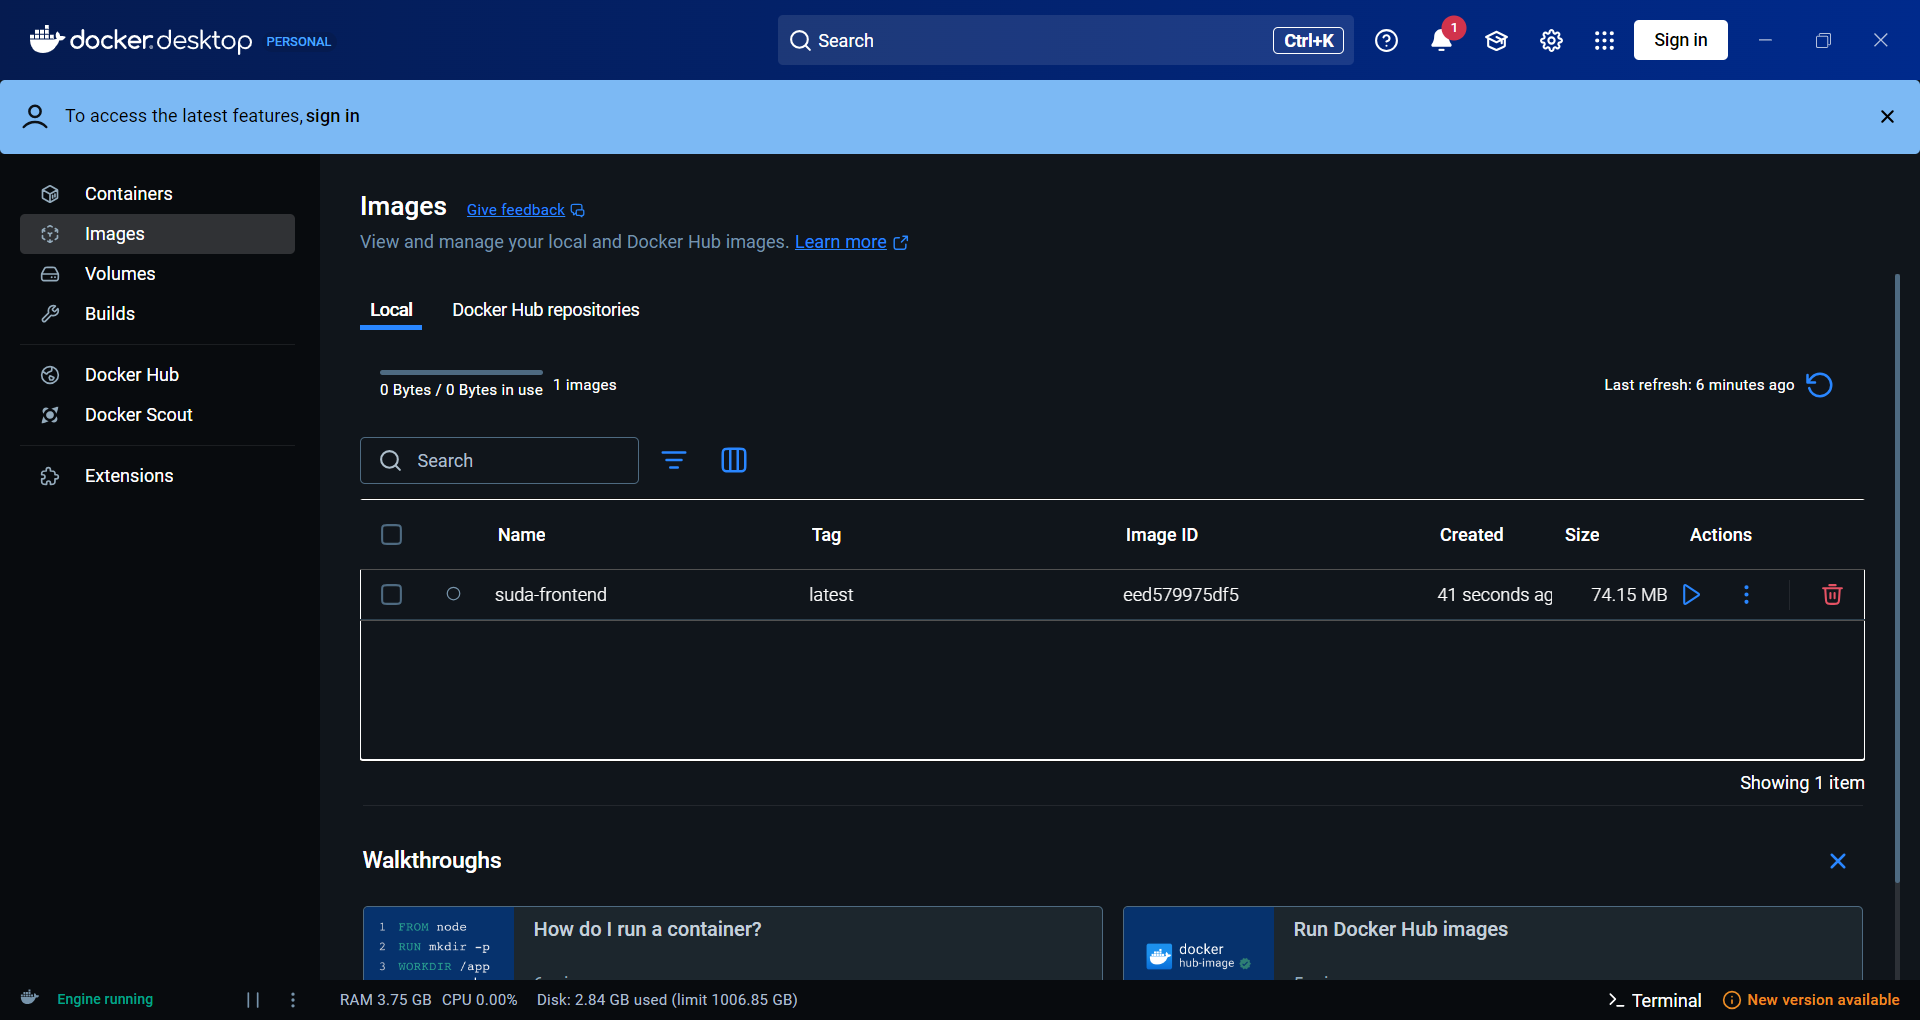 docker.desktop PERSONAL
Search
Ctrl+K
1
Sign in
To access the latest features, sign in
Containers
Images
Volumes
Builds
Docker Hub
Docker Scout
Extensions
Images
Give feedback
View and manage your local and Docker Hub images. Learn more
Local
Docker Hub repositories
0 Bytes / 0 Bytes in use
1 images
Last refresh: 6 minutes ago
Search
Name Tag Image ID Created Size Actions
suda-frontend latest eed579975df5 41 seconds ag 74.15 MB
Showing 1 item
Walkthroughs
1 FROM node
2 RUN mkdir -p
3 WORKDIR /app
How do I run a container?
docker
hub-image
Run Docker Hub images
Engine running
RAM 3.75 GB CPU 0.00% Disk: 2.84 GB used (limit 1006.85 GB)
>_ Terminal
New version available